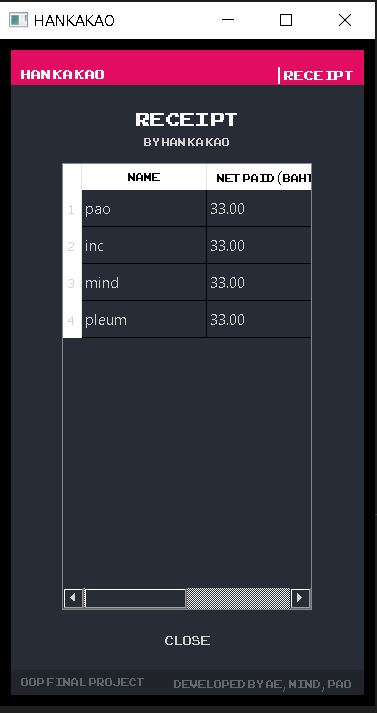 HANKAKAO
HANKAKAO |RECEIPT
RECEIPT
BY HANKAKAO
NAME NET PAID (BAHT
1 pao 33.00
2 inc 33.00
3 mind 33.00
4 pleum 33.00
CLOSE
OOP FINAL PROJECT DEVELOPED BY AE, MIND, PAO